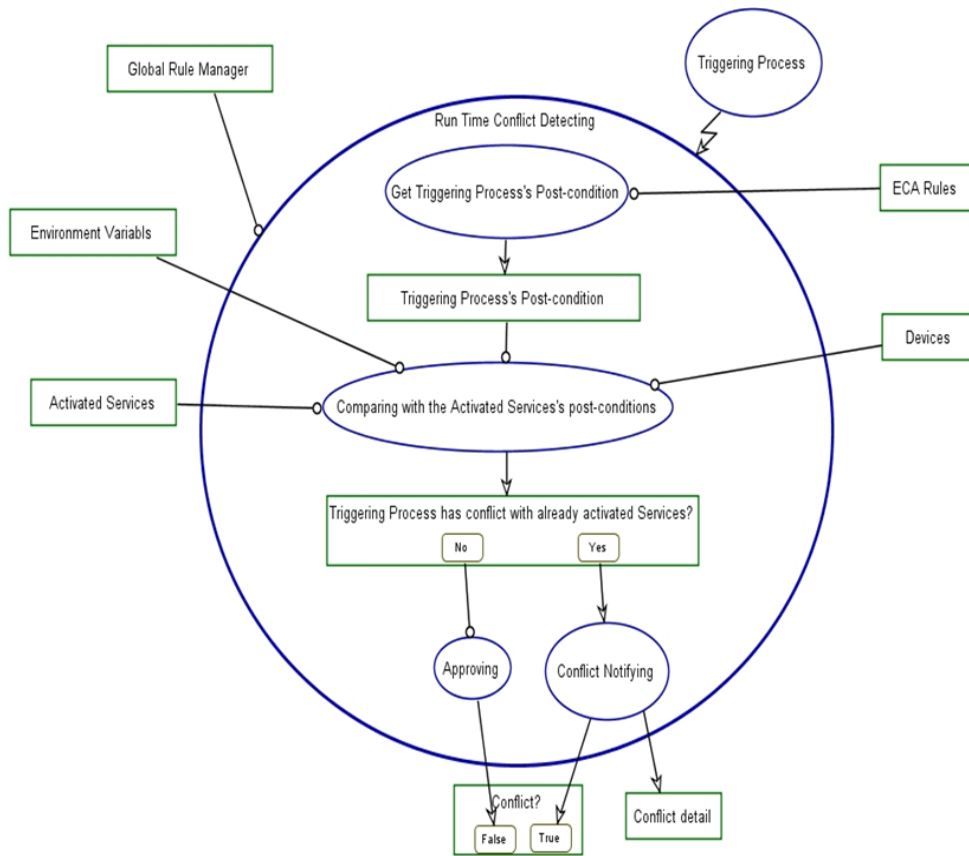 Global Rule Manager
Triggering Process
Run Time Conflict Detecting
Get Triggering Process's Post-condition
ECA Rules
Environment Variabls
Triggering Process's Post-condition
Devices
Activated Services
Comparing with the Activated Services's post-conditions
Triggering Process has conflict with already activated Services?
No
Yes
Approving
Conflict Notifying
Conflict?
False
True
Conflict detail